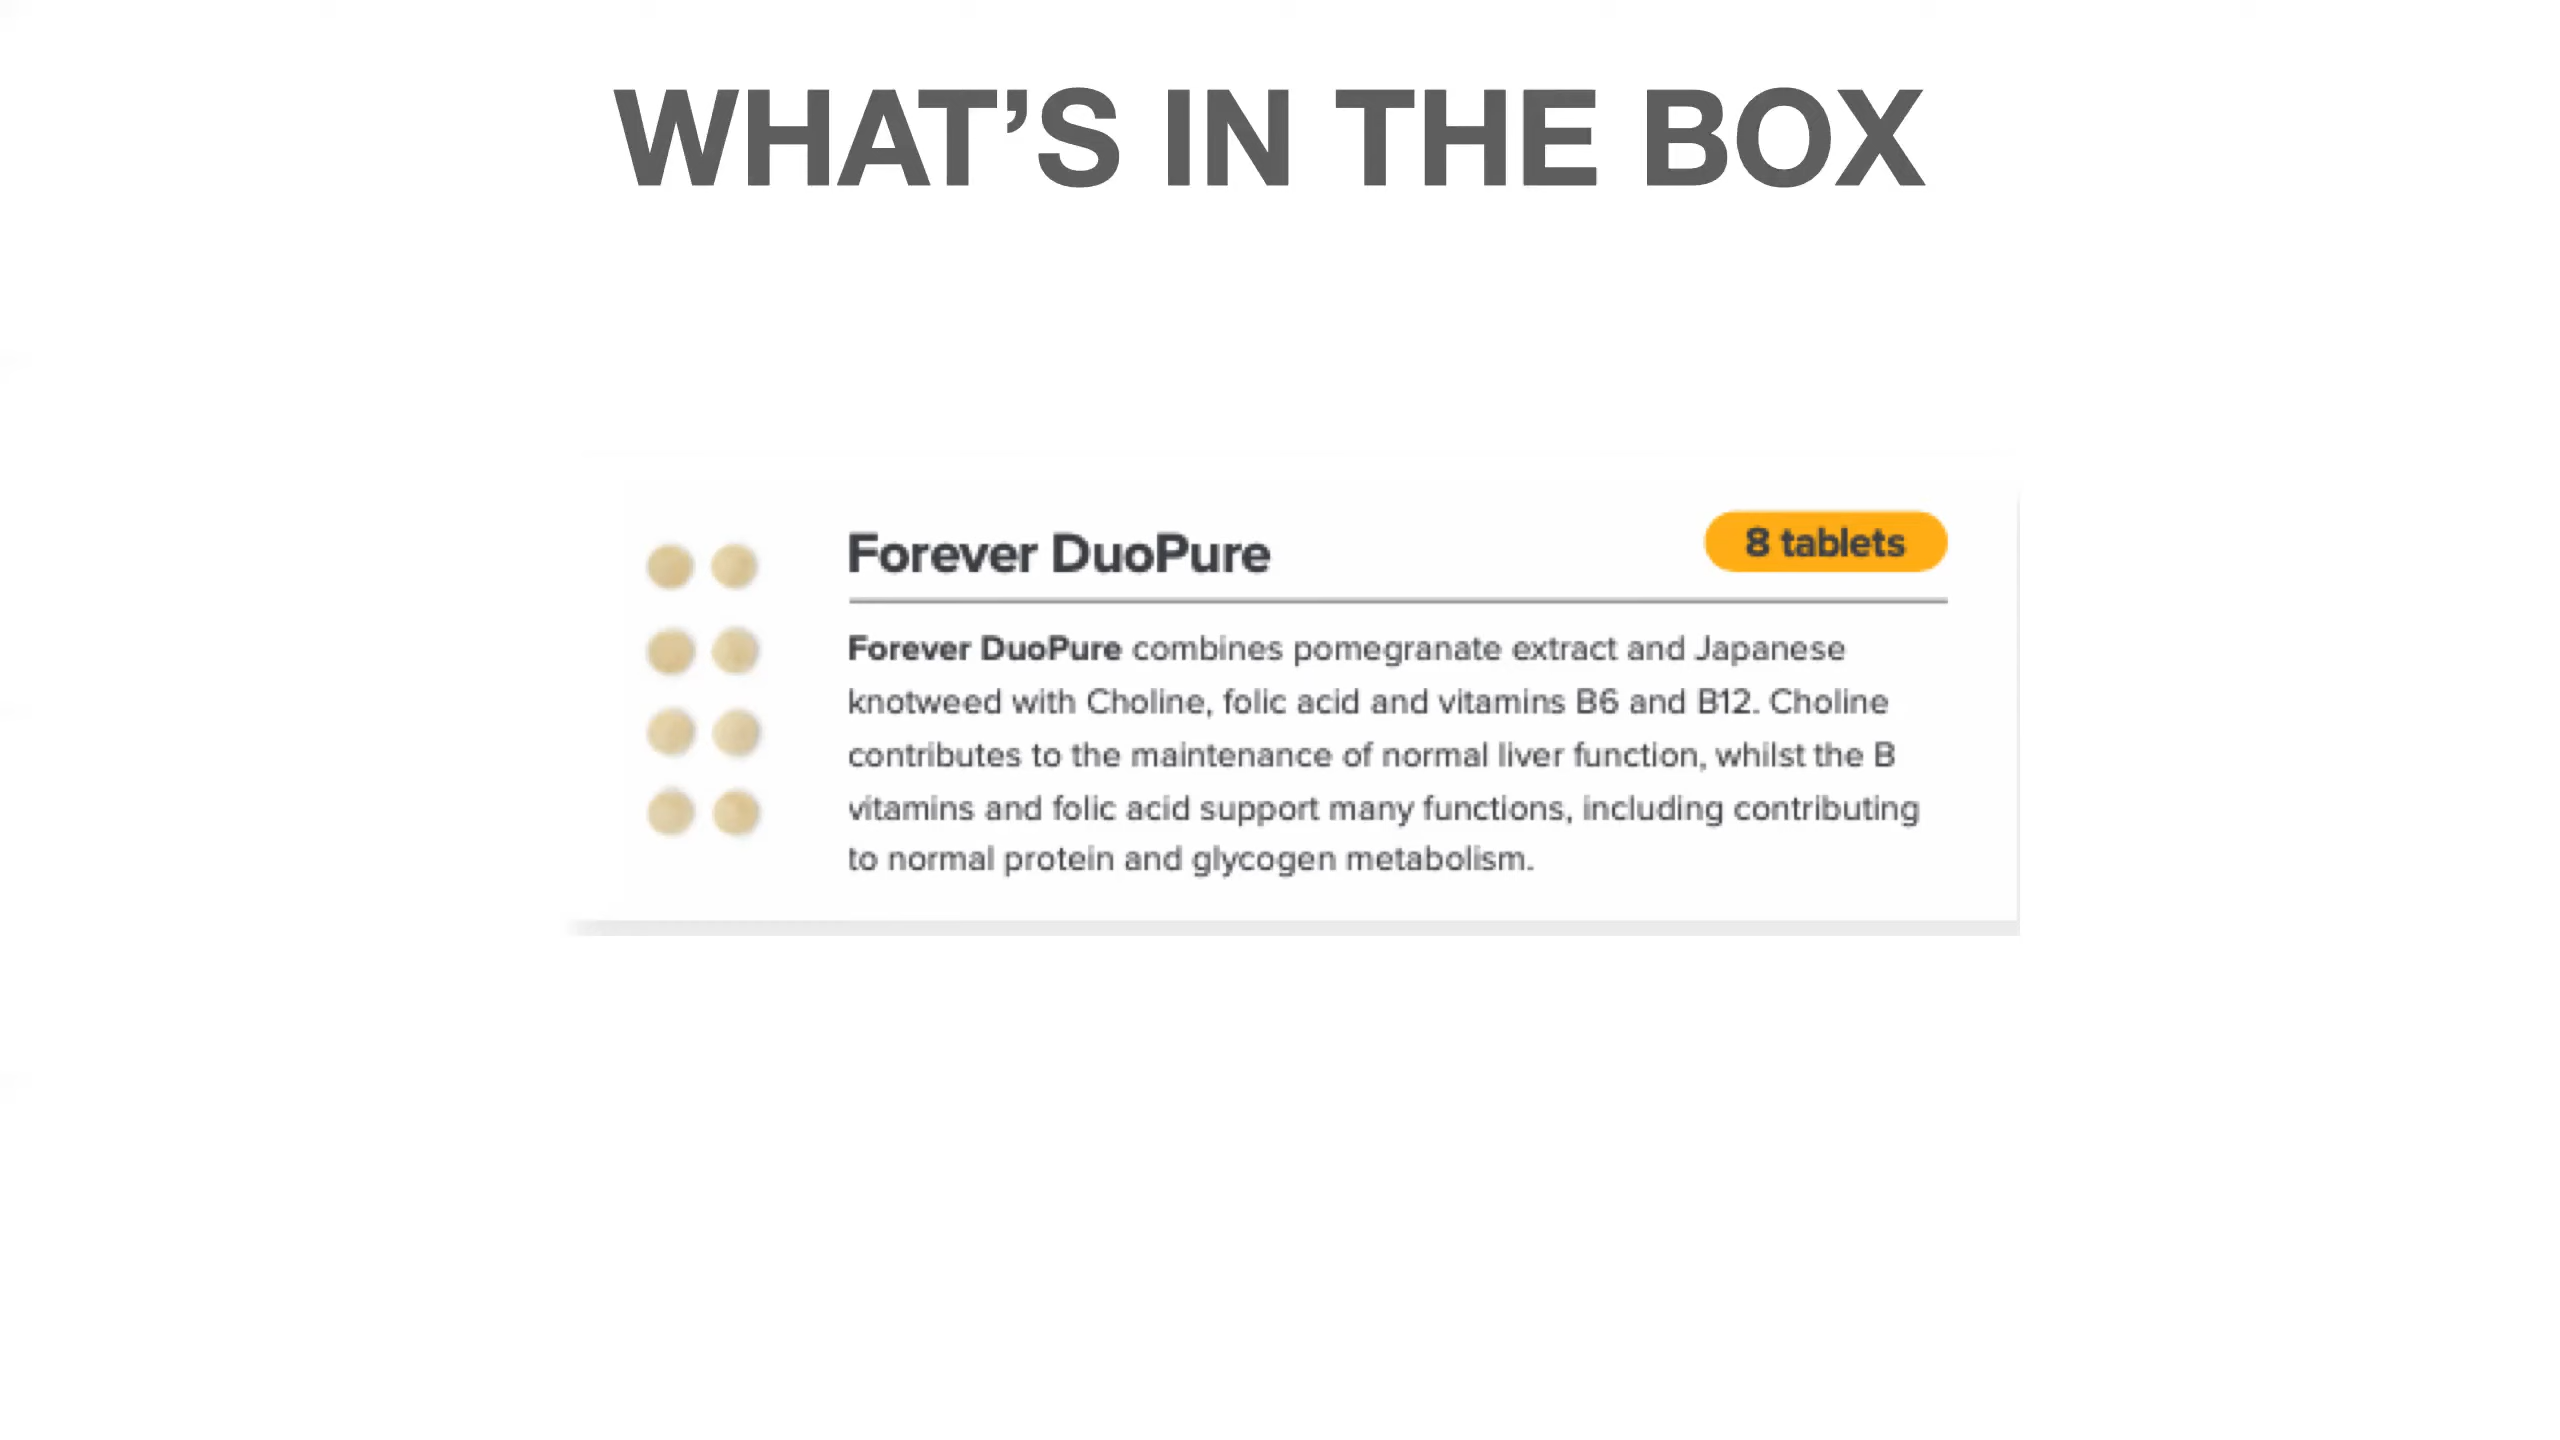 WHAT’S IN THE BOX
Forever DuoPure
8 tablets
Forever DuoPure combines pomegranate extract and Japanese
knotweed with Choline, folic acid and vitamins B6 and B12. Choline
contributes to the maintenance of normal liver function, whilst the B
vitamins and folic acid support many functions, including contributing
to normal protein and glycogen metabolism.